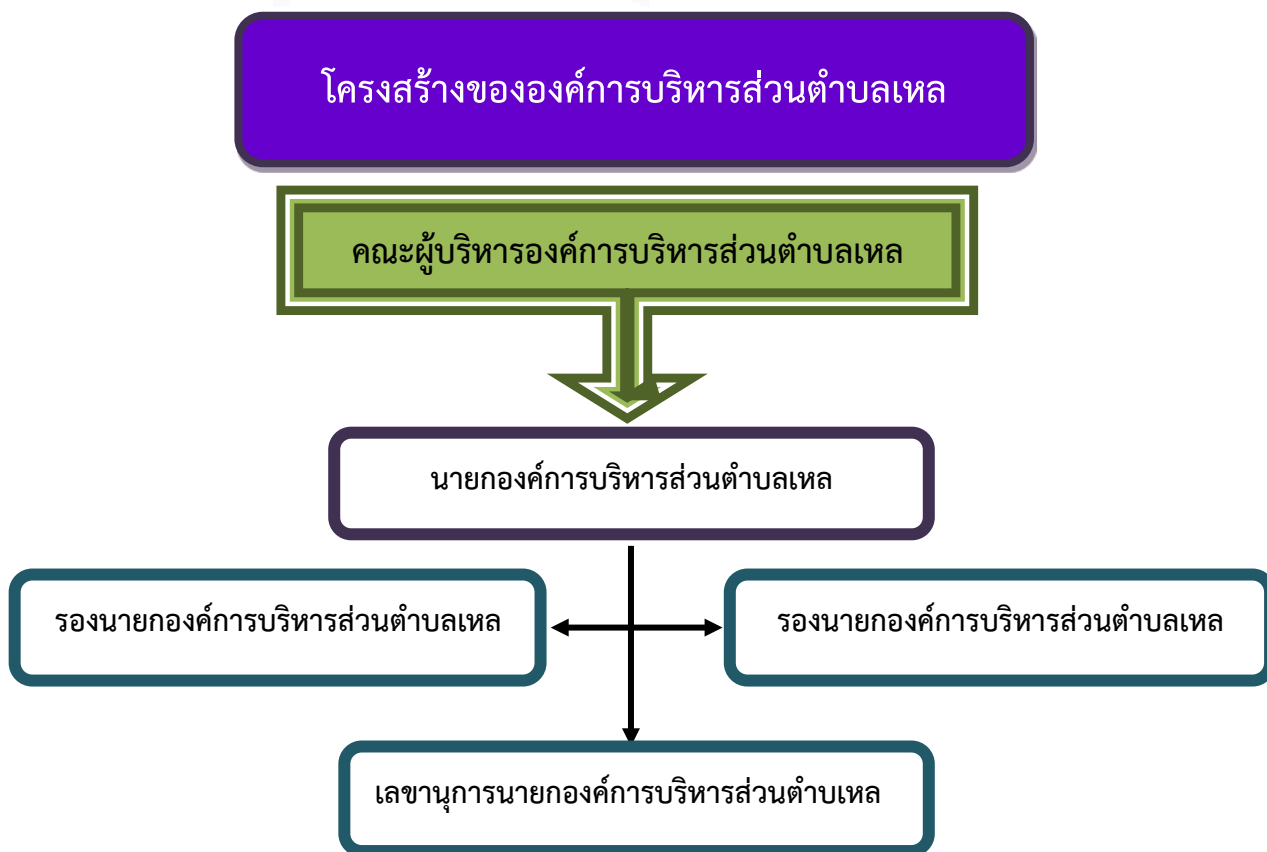 โครงสร้างขององค์การบริหารส่วนตำบลเหล
คณะผู้บริหารองค์การบริหารส่วนตำบลเหล
นายกองค์การบริหารส่วนตำบลเหล
รองนายกองค์การบริหารส่วนตำบลเหล
รองนายกองค์การบริหารส่วนตำบลเหล
เลขานุการนายกองค์การบริหารส่วนตำบเหล